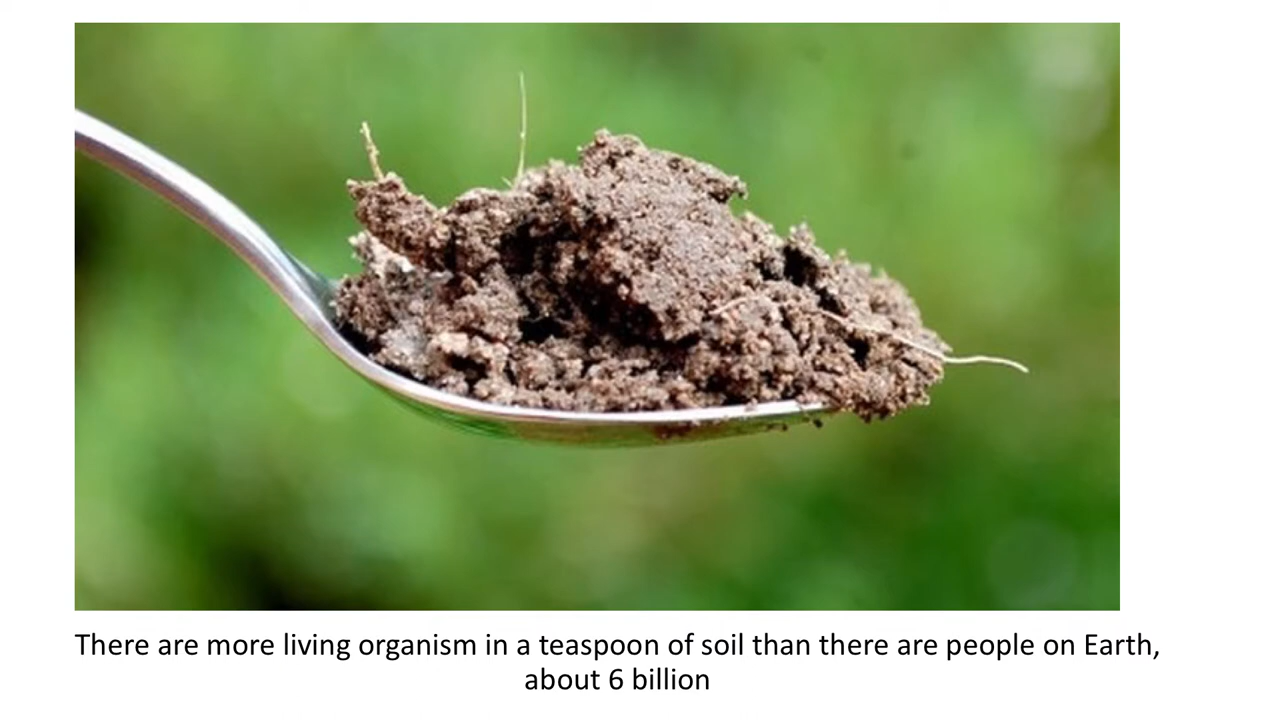 There are more living organism in a teaspoon of soil than there are people on Earth,
about 6 billion